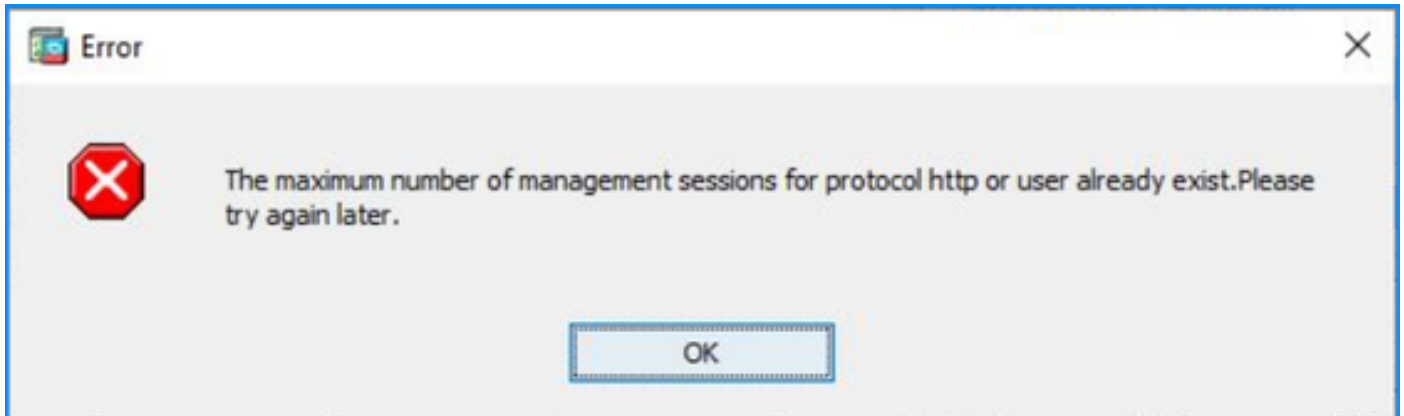 Error
The maximum number of management sessions for protocol http or user already exist.Please
try again later.
OK